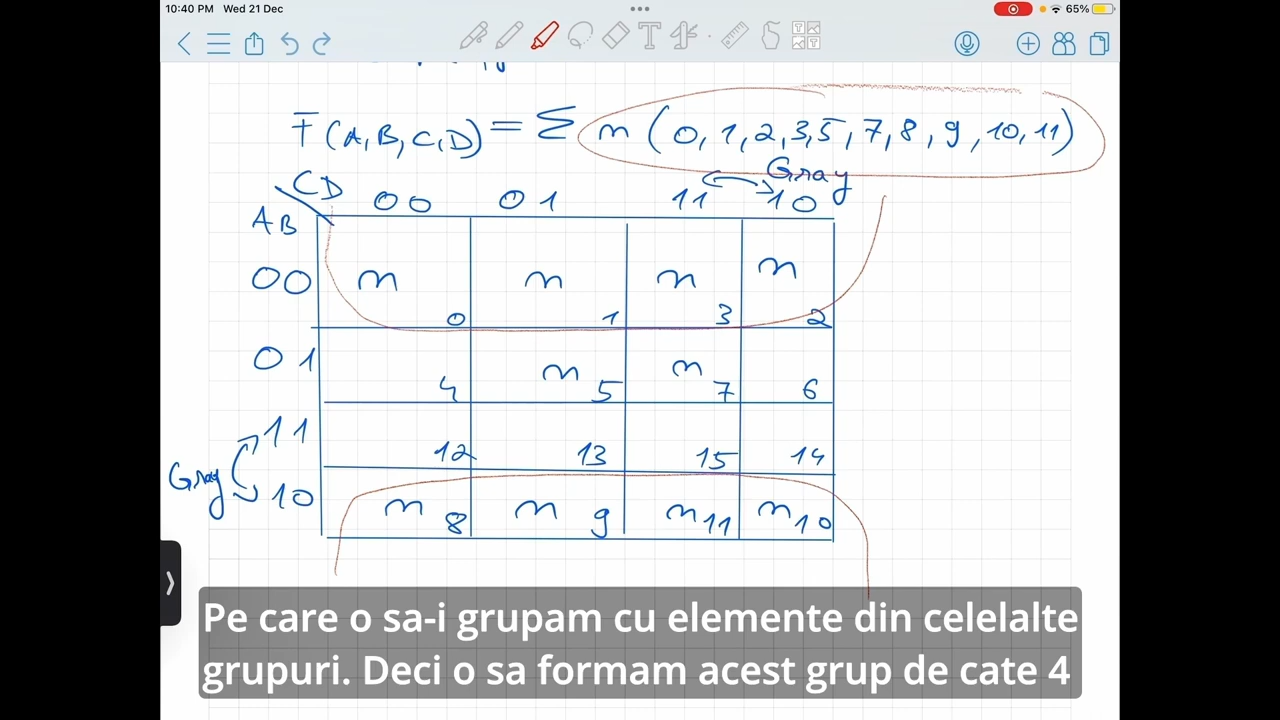 10:40 PM Wed 21 Dec
65%
F̅(A,B,C,D) = Σ m (0,1,2,3,5,7,8,9,10,11)
Gray
CD 00 01 11 10
AB
00 m 0 m 1 m 3 m 2
01 4 m 5 m 7 6
11 12 13 15 14
Gray
10 m 8 m 9 m 11 m 10
Pe care o sa-i grupam cu elemente din celelalte
grupuri. Deci o sa formam acest grup de cate 4